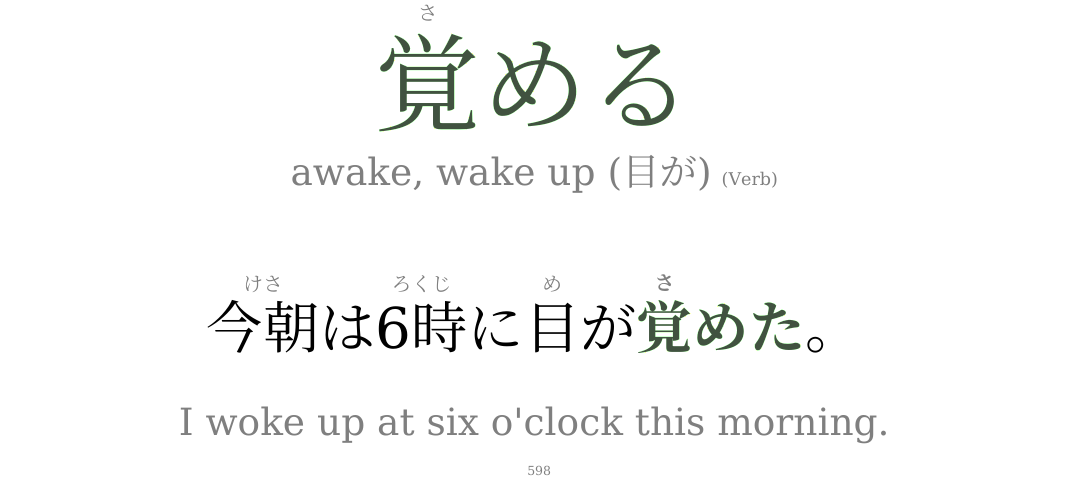 さ
覚める
awake, wake up (目が) (Verb)
けさ ろくじ め さ
今朝は6時に目が覚めた。
I woke up at six o'clock this morning.
598